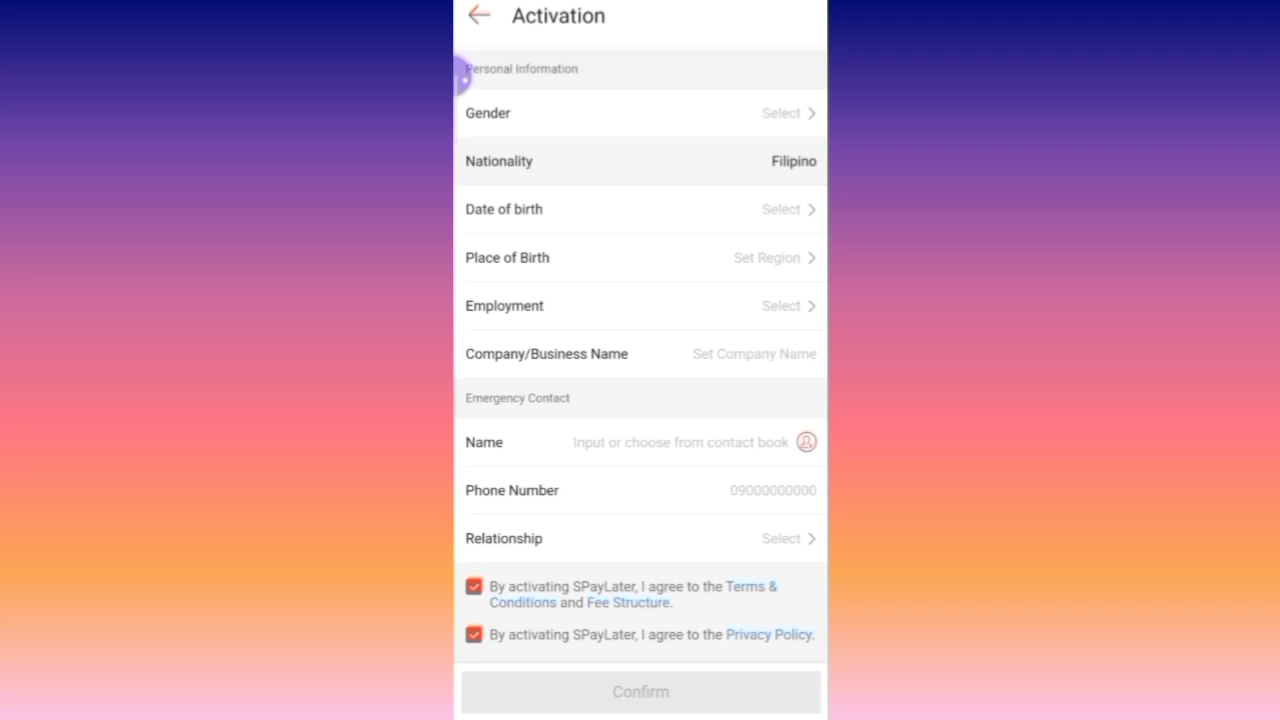 Activation
Personal Information
Gender Select
Nationality Filipino
Date of birth Select
Place of Birth Set Region
Employment Select
Company/Business Name Set Company Name
Emergency Contact
Name Input or choose from contact book
Phone Number 09000000000
Relationship Select
By activating SPayLater, I agree to the Terms &
Conditions and Fee Structure.
By activating SPayLater, I agree to the Privacy Policy.
Confirm